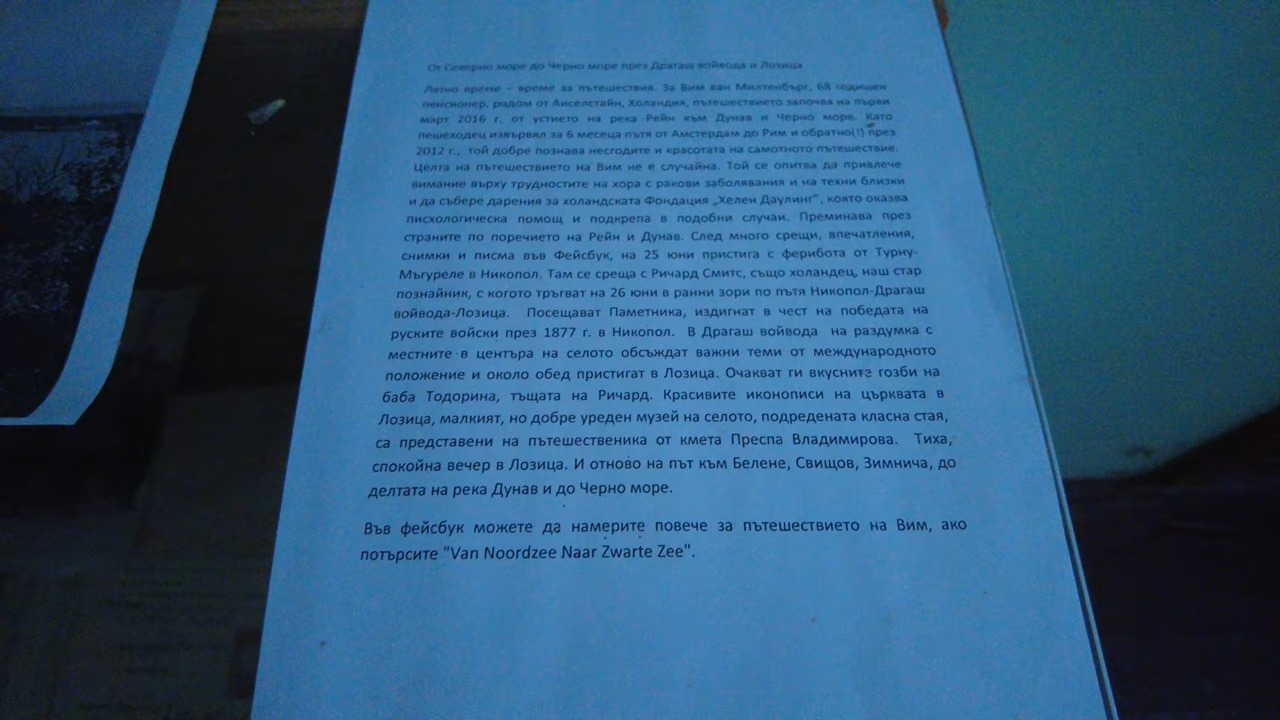 От Северно море до Черно море през Драгаш войвода и Лозица
Лятно време – време за пътешествия. За Вим ван Милтенбърг, 68 годишен
пенсионер, родом от Айселстайн, Холандия, пътешествието започва на първи
март 2016 г. от устието на река Рейн към Дунав и Черно море. Като
пешеходец извървял за 6 месеца пътя от Амстердам до Рим и обратно(!) през
2012 г., той добре познава несгодите и красотата на самотното пътешествие.
Целта на пътешествието на Вим не е случайна. Той се опитва да привлече
внимание върху трудностите на хора с ракови заболявания и на техни близки
и да събере дарения за холандската Фондация „Хелен Даулинг", която оказва
писхологическа помощ и подкрепа в подобни случаи. Преминава през
страните по поречието на Рейн и Дунав. След много срещи, впечатления,
снимки и писма във Фейсбук, на 25 юни пристига с ферибота от Турну-
Мъгуреле в Никопол. Там се среща с Ричард Смитс, също холандец, наш стар
познайник, с когото тръгват на 26 юни в ранни зори по пътя Никопол-Драгаш
войвода-Лозица. Посещават Паметника, издигнат в чест на победата на
руските войски през 1877 г. в Никопол. В Драгаш войвода на раздумка с
местните в центъра на селото обсъждат важни теми от международното
положение и около обед пристигат в Лозица. Очакват ги вкусните гозби на
баба Тодорина, тъщата на Ричард. Красивите иконописи на църквата в
Лозица, малкият, но добре уреден музей на селото, подредената класна стая,
са представени на пътешественика от кмета Преспа Владимирова. Тиха,
спокойна вечер в Лозица. И отново на път към Белене, Свищов, Зимнича, до
делтата на река Дунав и до Черно море.
Във фейсбук можете да намерите повече за пътешествието на Вим, ако
потърсите "Van Noordzee Naar Zwarte Zee".